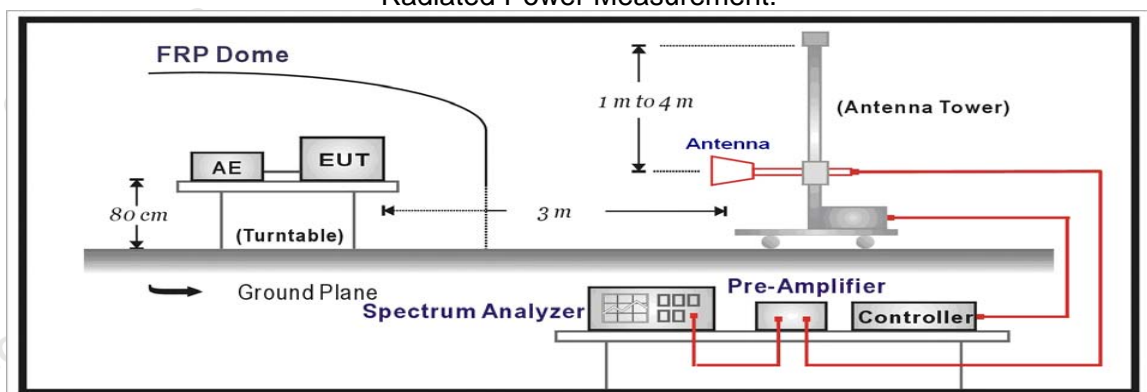 Radiated Power Measurement:
FRP Dome
1 m to 4 m
(Antenna Tower)
Antenna
AE
EUT
80 cm
3 m
(Turntable)
Ground Plane
Spectrum Analyzer
Pre-Amplifier
Controller